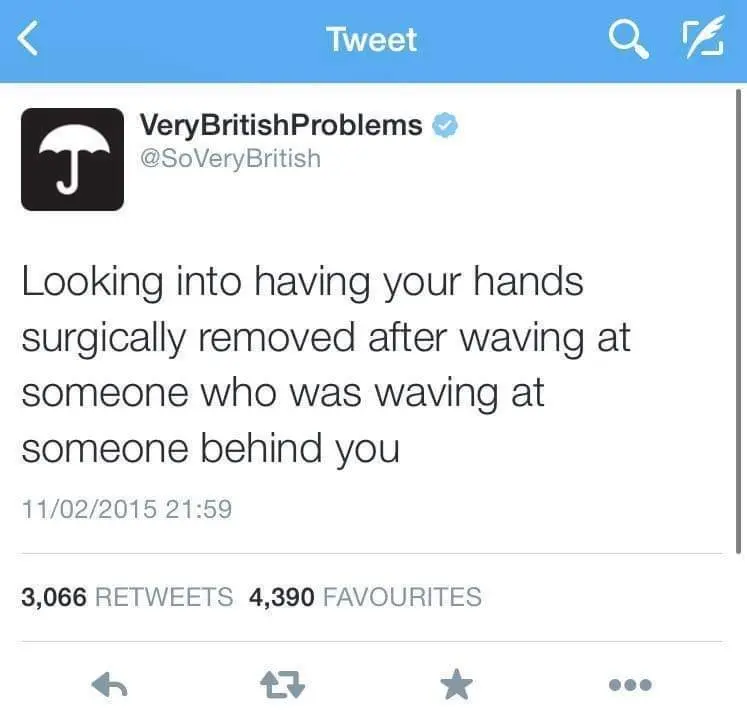 Tweet
VeryBritishProblems
@SoVeryBritish
Looking into having your hands
surgically removed after waving at
someone who was waving at
someone behind you
11/02/2015 21:59
3,066 RETWEETS 4,390 FAVOURITES